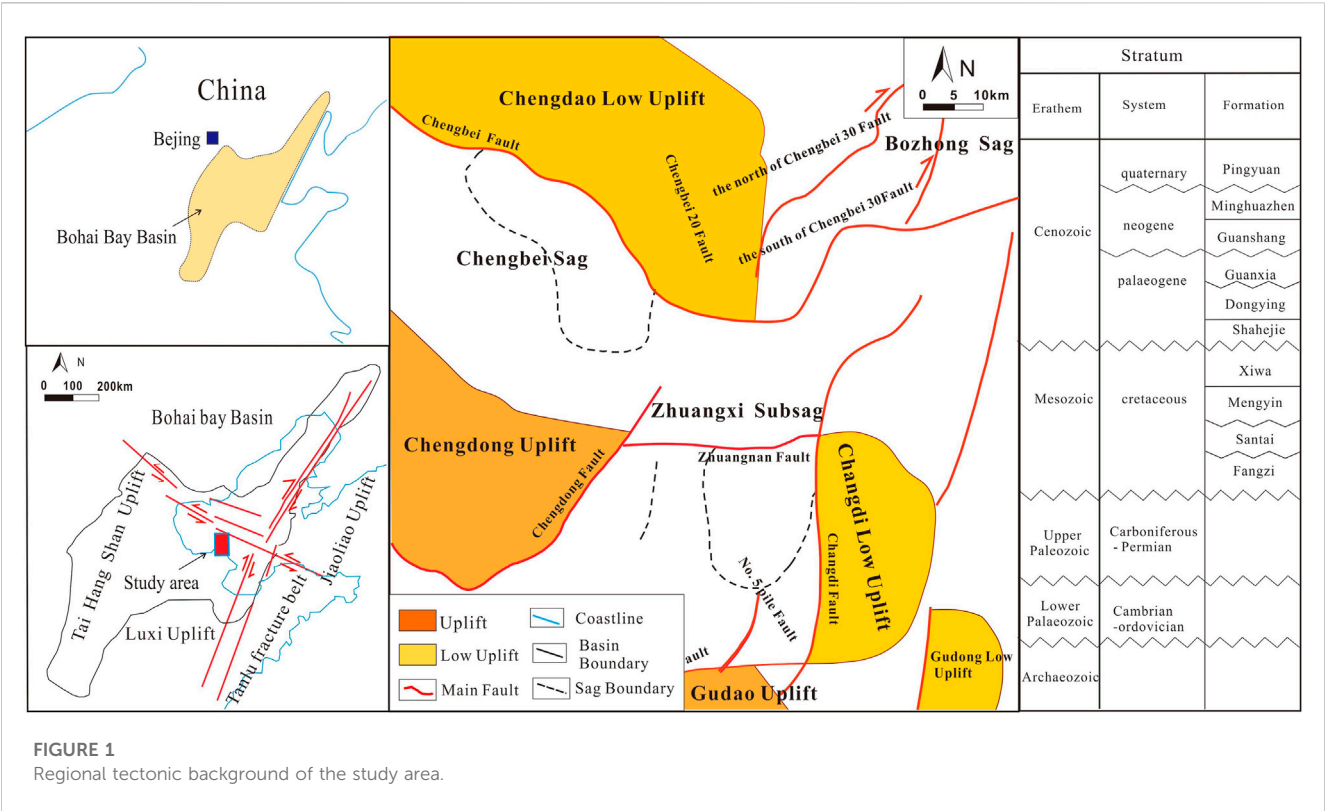 China
Bejing
Bohai Bay Basin
N
0 100 200km
Bohai bay Basin
Tai Hang Shan Uplift
Study area
Luxi Uplift
Tanlu fracture belt
Jiaoliao Uplift
N
0 5 10km
Chengdao Low Uplift
Chengbei Fault
Chengbei 20 Fault
the north of Chengbei 30 Fault
Bozhong Sag
the south of Chengbei 30Fault
Chengbei Sag
Zhuangxi Subsag
Chengdong Uplift
Chengdong Fault
Zhuangnan Fault
Changdi Low Uplift
Changdi Fault
No. 5pile Fault
ault
Gudao Uplift
Gudong Low
Uplift
Uplift
Coastline
Low Uplift
Basin
Boundary
Main Fault
Sag Boundary
Stratum
Erathem System Formation
Cenozoic
quaternary
Pingyuan
neogene
Minghuazhen
Guanshang
palaeogene
Guanxia
Dongying
Shahejie
Mesozoic
cretaceous
Xiwa
Mengyin
Santai
Fangzi
Upper
Paleozoic
Carboniferous
- Permian
Lower
Palaeozoic
Cambrian
-ordovician
Archaeozoic
FIGURE 1
Regional tectonic background of the study area.